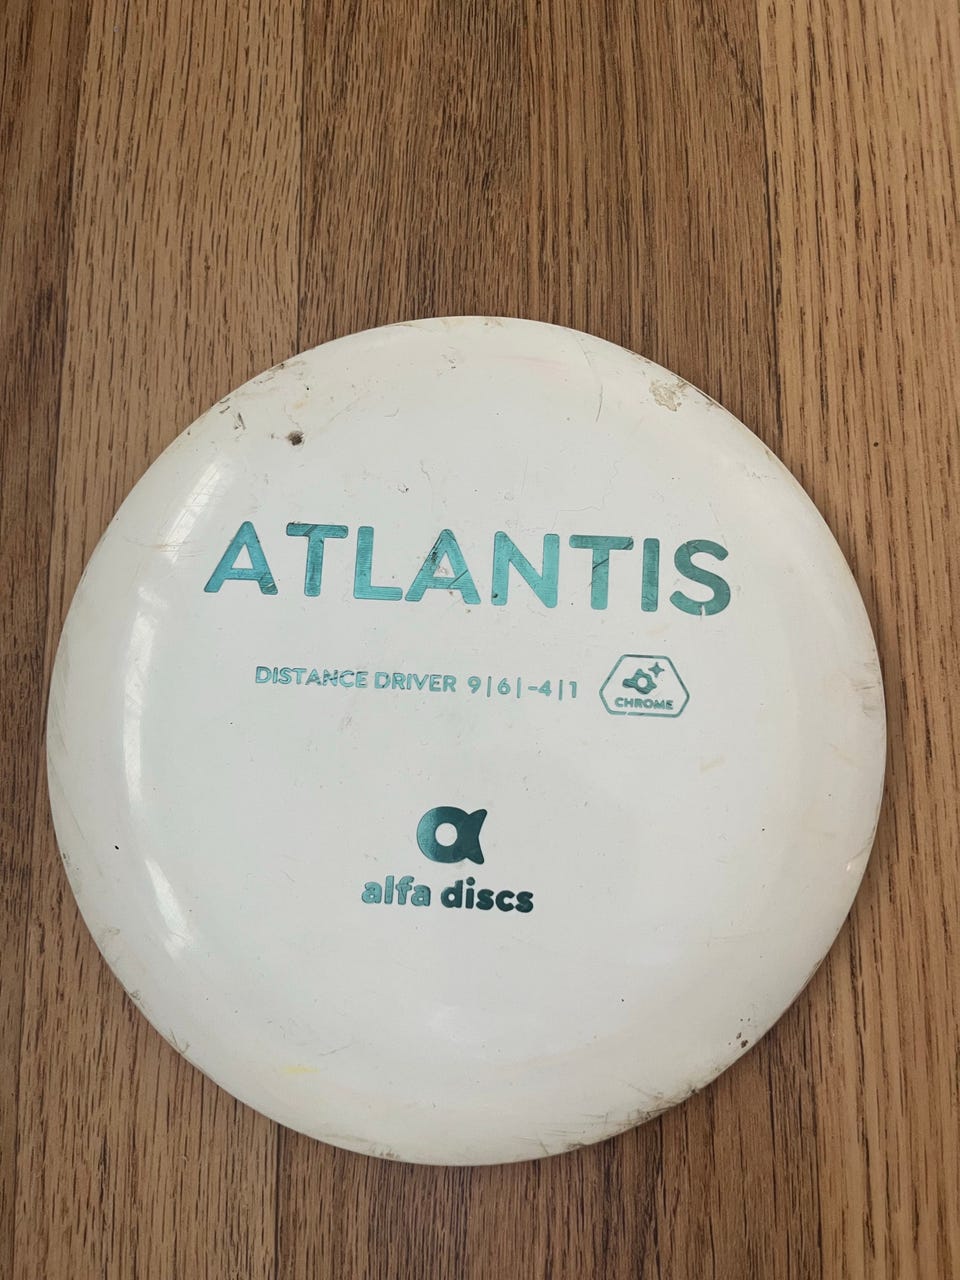 ATLANTIS
DISTANCE DRIVER 9|6|-4|1
CHROME
alfa discs